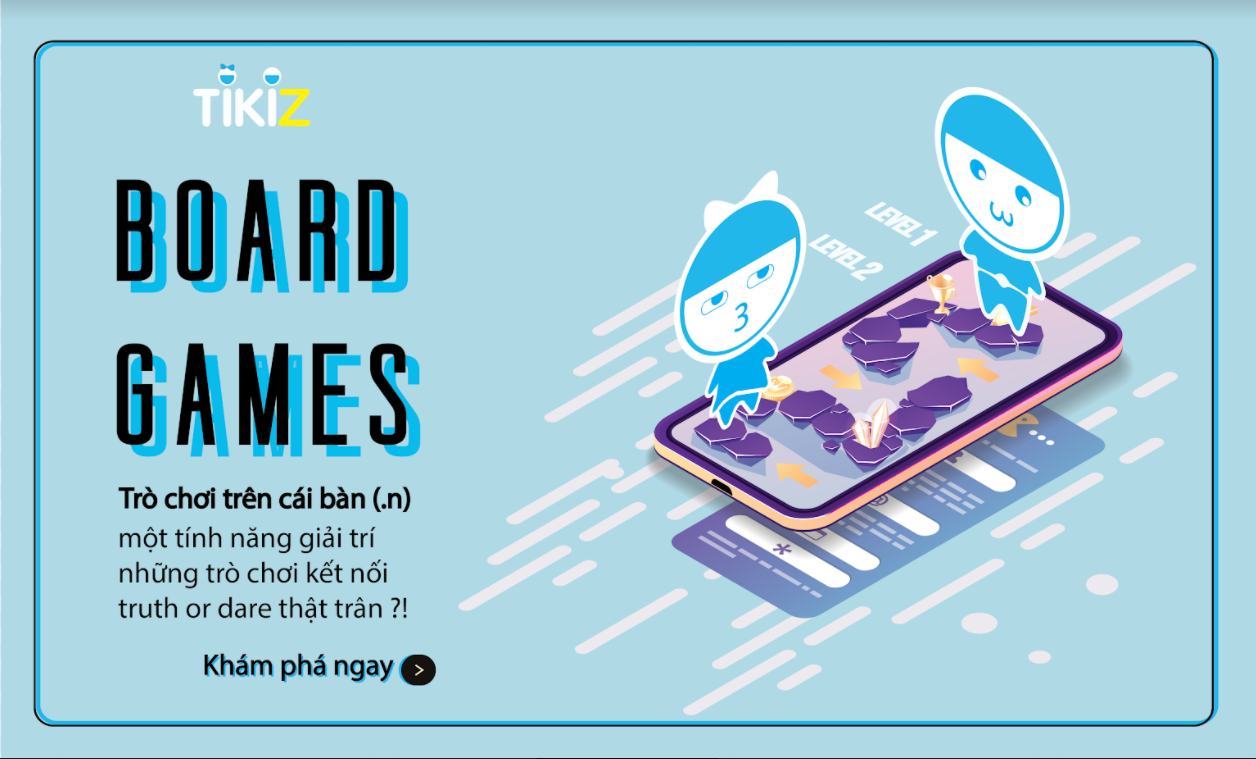 TIKIZ
BOARD
GAMES
Trò chơi trên cái bàn (.n)
một tính năng giải trí
những trò chơi kết nối
truth or dare thật trân ?!
Khám phá ngay >
LEVEL 1
LEVEL 2